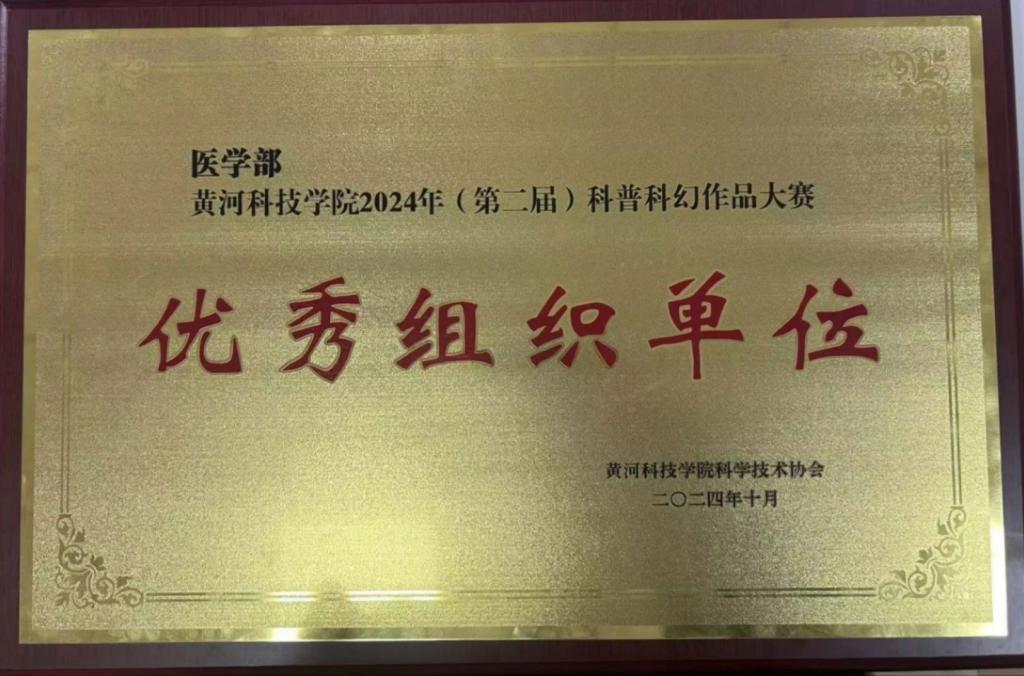 医学部
黄河科技学院2024年（第二届）科普科幻作品大赛
优秀组织单位
黄河科技学院科学技术协会
二〇二四年十月